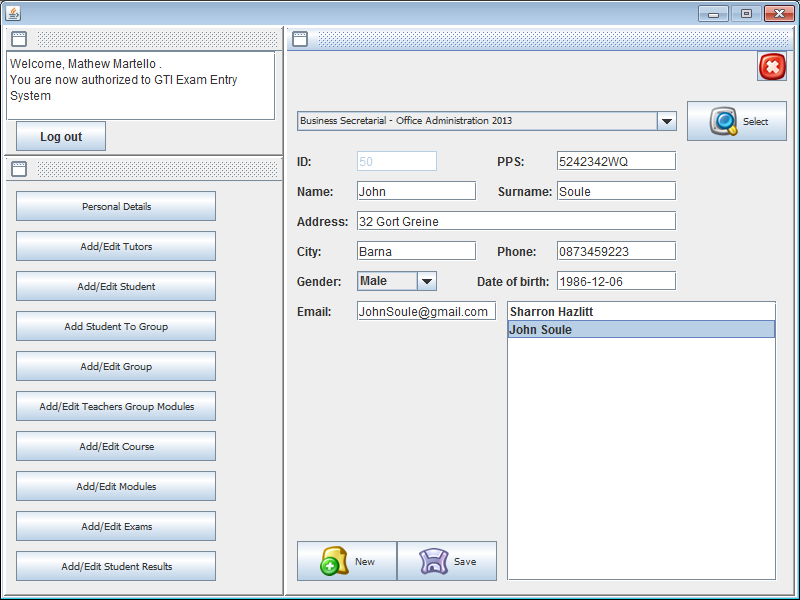 Welcome, Mathew Martello .
You are now authorized to GTI Exam Entry
System
Log out
Personal Details
Add/Edit Tutors
Add/Edit Student
Add Student To Group
Add/Edit Group
Add/Edit Teachers Group Modules
Add/Edit Course
Add/Edit Modules
Add/Edit Exams
Add/Edit Student Results
Business Secretarial - Office Administration 2013
Select
ID: 50 PPS: 5242342WQ
Name: John Surname: Soule
Address: 32 Gort Greine
City: Barna Phone: 0873459223
Gender: Male Date of birth: 1986-12-06
Email: JohnSoule@gmail.com
Sharron Hazlitt
John Soule
New Save